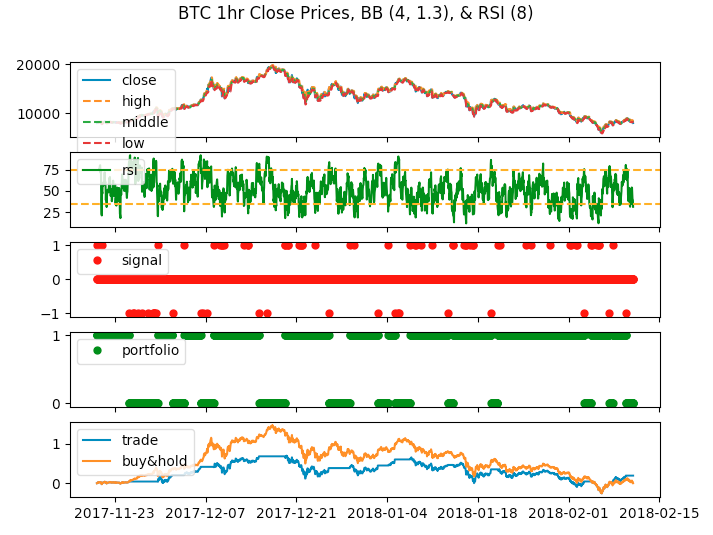 BTC 1hr Close Prices, BB (4, 1.3), & RSI (8)
20000
10000
close
high
middle
low
75
50
25
rsi
1
0
−1
signal
1
0
portfolio
1
0
trade
buy&hold
2017-11-23 2017-12-07 2017-12-21 2018-01-04 2018-01-18 2018-02-01 2018-02-15